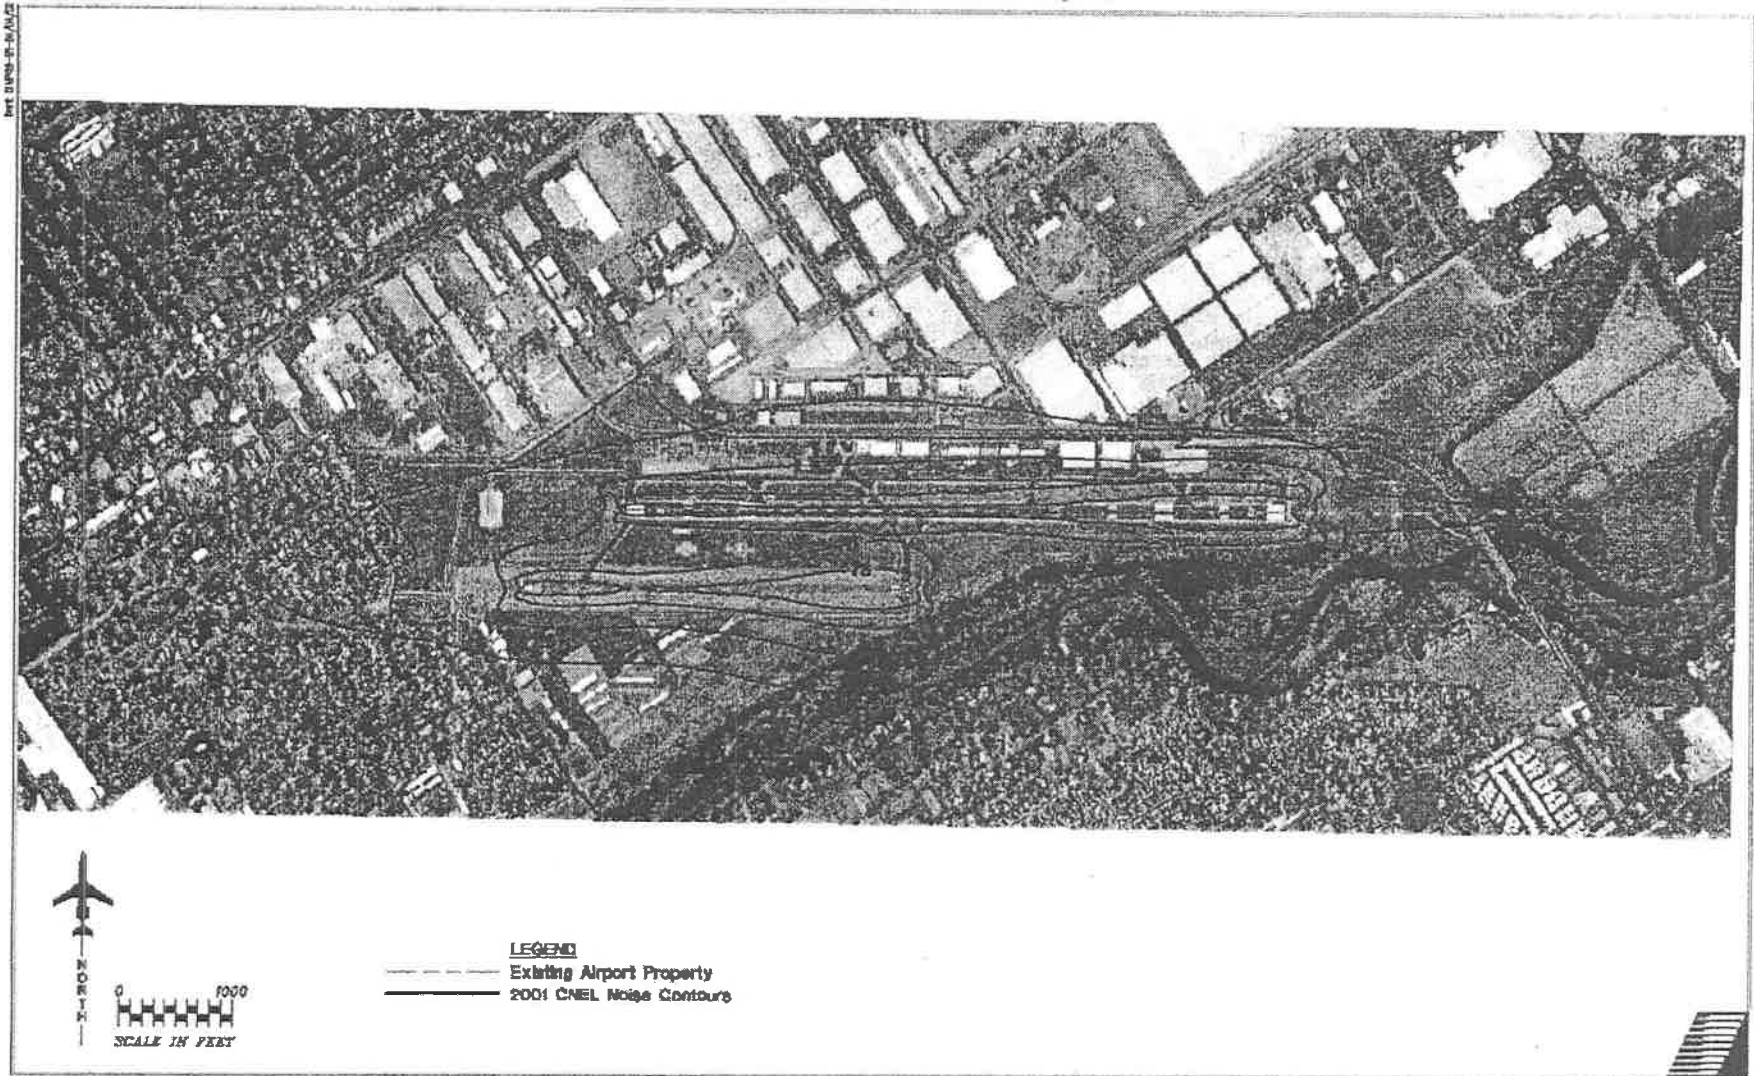 NORTH
0 1000
SCALE IN FEET
LEGEND
Existing Airport Property
2001 CNEL Noise Contours